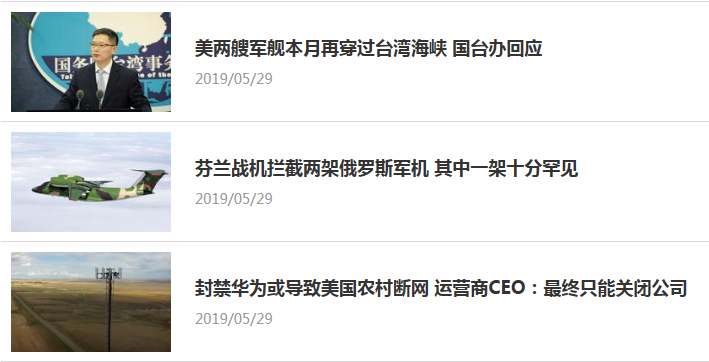 国务院台湾事务
美两艘军舰本月再穿过台湾海峡 国台办回应
2019/05/29
芬兰战机拦截两架俄罗斯军机 其中一架十分罕见
2019/05/29
封禁华为或导致美国农村断网 运营商CEO：最终只能关闭公司
2019/05/29